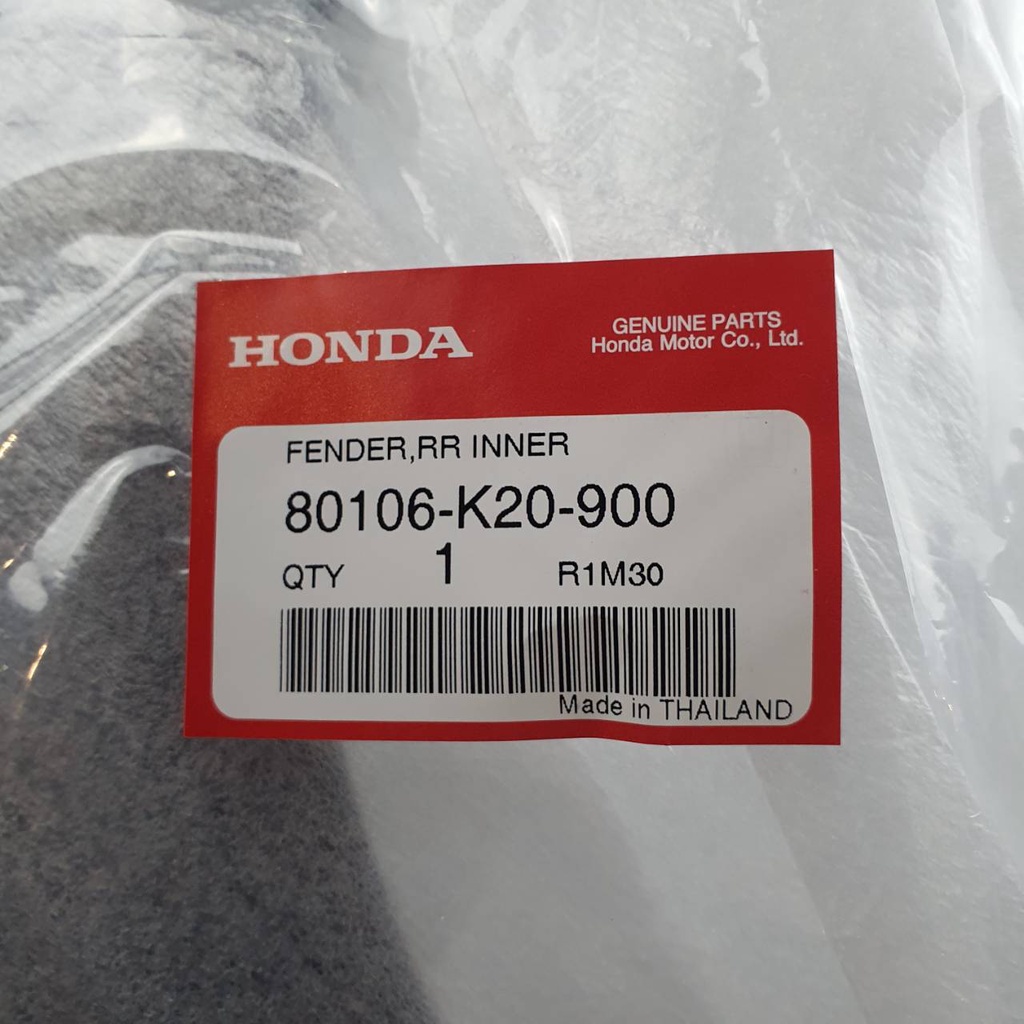 HONDA
GENUINE PARTS
Honda Motor Co., Ltd.
FENDER,RR INNER
80106-K20-900
QTY 1 R1M30
Made in THAILAND